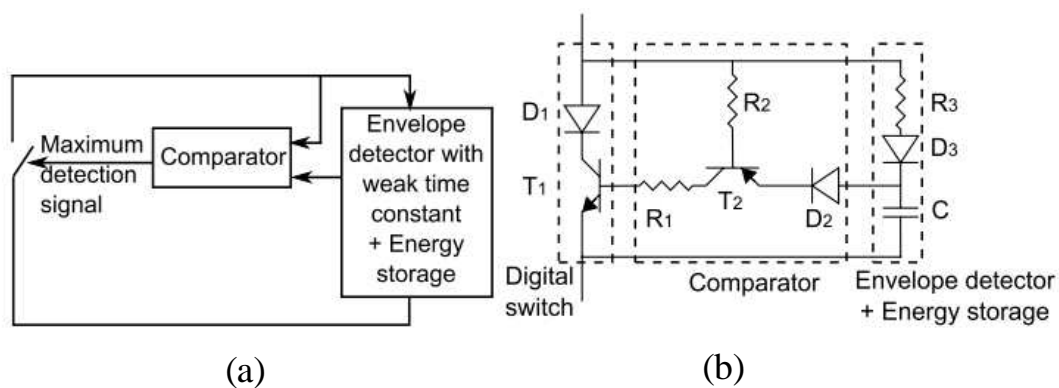 Maximum
detection
signal
Comparator
Envelope
detector with
weak time
constant
+ Energy
storage
(a)
D1
T1
R2
R1
T2
D2
R3
D3
C
Digital
switch
Comparator
Envelope detector
+ Energy storage
(b)